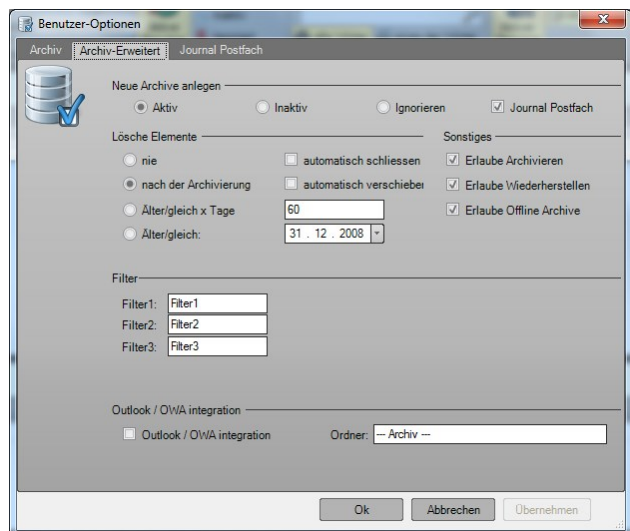 Benutzer-Optionen
Archiv Archiv-Erweitert Journal Postfach
Neue Archive anlegen
Aktiv Inaktiv Ignorieren Journal Postfach
Lösche Elemente Sonstiges
nie automatisch schliessen Erlaube Archivieren
nach der Archivierung automatisch verschieber Erlaube Wiederherstellen
Älter/gleich x Tage 60 Erlaube Offline Archive
Älter/gleich: 31 . 12 . 2008
Filter
Filter1: Filter1
Filter2: Filter2
Filter3: Filter3
Outlook / OWA integration
Outlook / OWA integration Ordner: --- Archiv ---
Ok Abbrechen Übernehmen